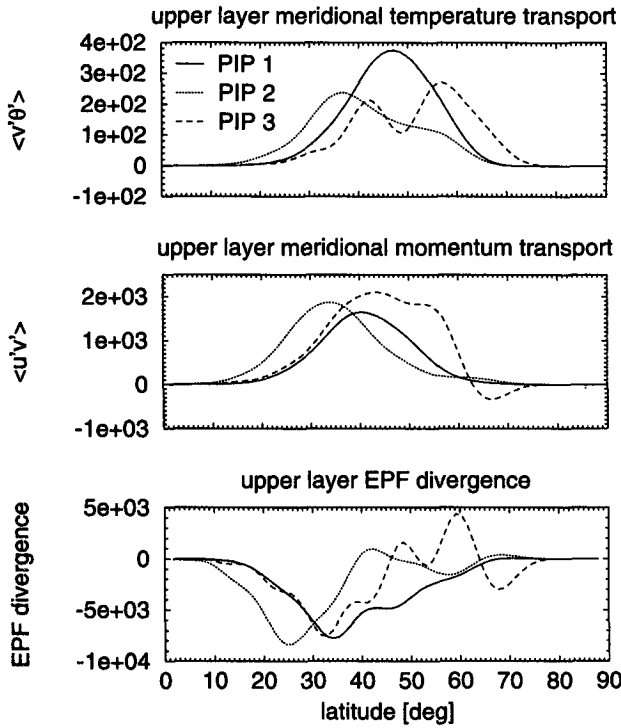 upper layer meridional temperature transport
4e+02
3e+02
2e+02
1e+02
0
-1e+02
<v'θ'>
PIP 1
PIP 2
PIP 3
upper layer meridional momentum transport
2e+03
1e+03
0
-1e+03
<u'v'>
upper layer EPF divergence
5e+03
0
-5e+03
-1e+04
EPF divergence
0 10 20 30 40 50 60 70 80 90
latitude [deg]